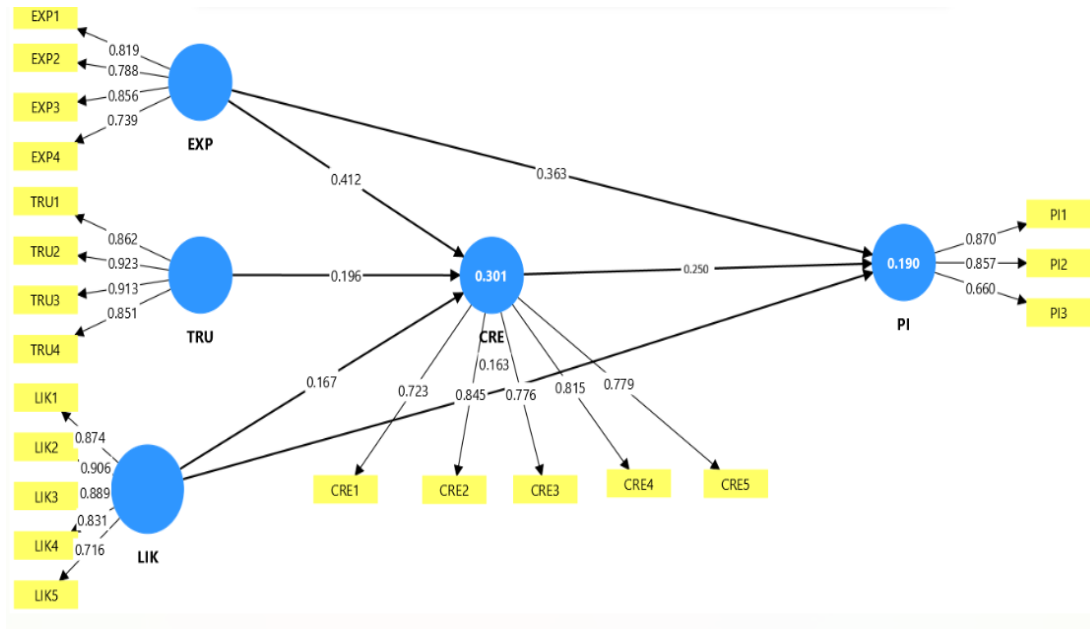 EXP1
0.819
EXP2
0.788
EXP3
0.856
0.739
EXP4
EXP
0.412
0.363
TRU1
0.862
TRU2
0.923
TRU3
0.913
0.851
TRU4
TRU
0.196
0.301
CRE
0.250
0.190
PI
0.870
PI1
0.857
PI2
0.660
PI3
0.167
0.163
LIK1
0.874
LIK2
0.906
LIK3
0.889
0.831
LIK4
0.716
LIK5
LIK
0.723
0.845
0.776
0.815
0.779
CRE1
CRE2
CRE3
CRE4
CRE5